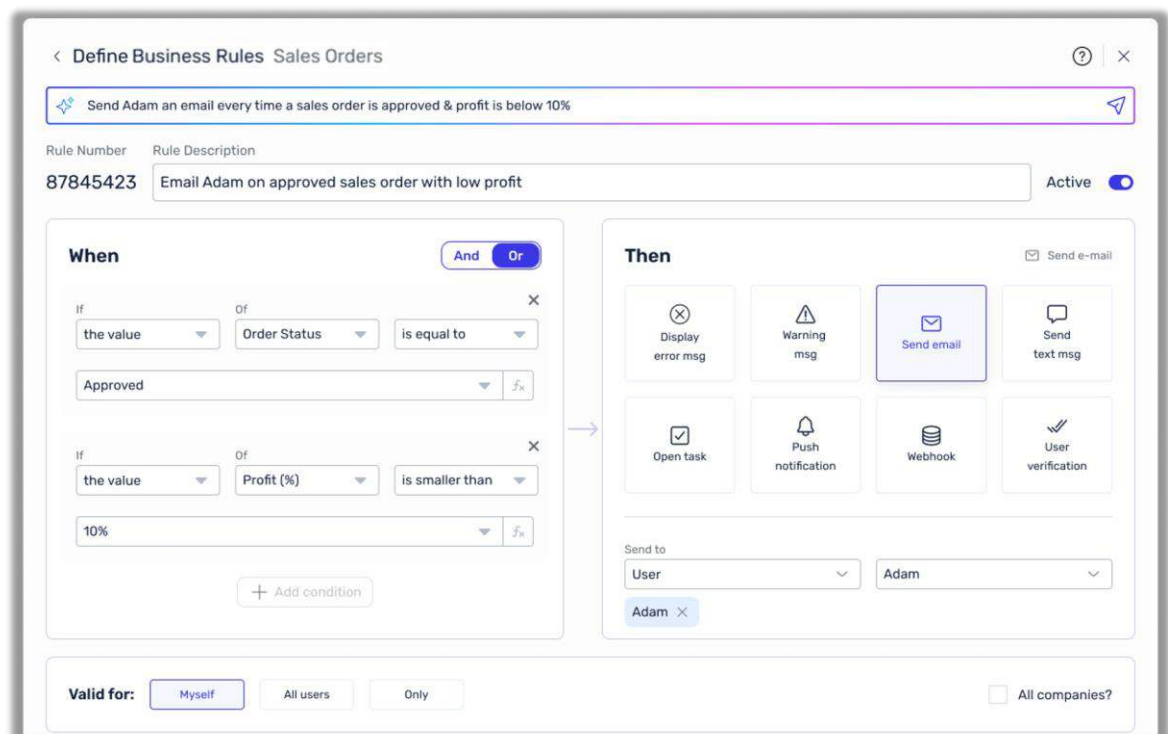 Define Business Rules Sales Orders
Send Adam an email every time a sales order is approved & profit is below 10%
Rule Number Rule Description
87845423 Email Adam on approved sales order with low profit Active
When And Or
If Of
the value Order Status is equal to
Approved fx
If Of
the value Profit (%) is smaller than
10% fx
+ Add condition
Then Send e-mail
Display
error msg
Warning
msg
Send email
Send
text msg
Open task
Push
notification
Webhook
User
verification
Send to
User Adam
Adam
Valid for: Myself All users Only All companies?